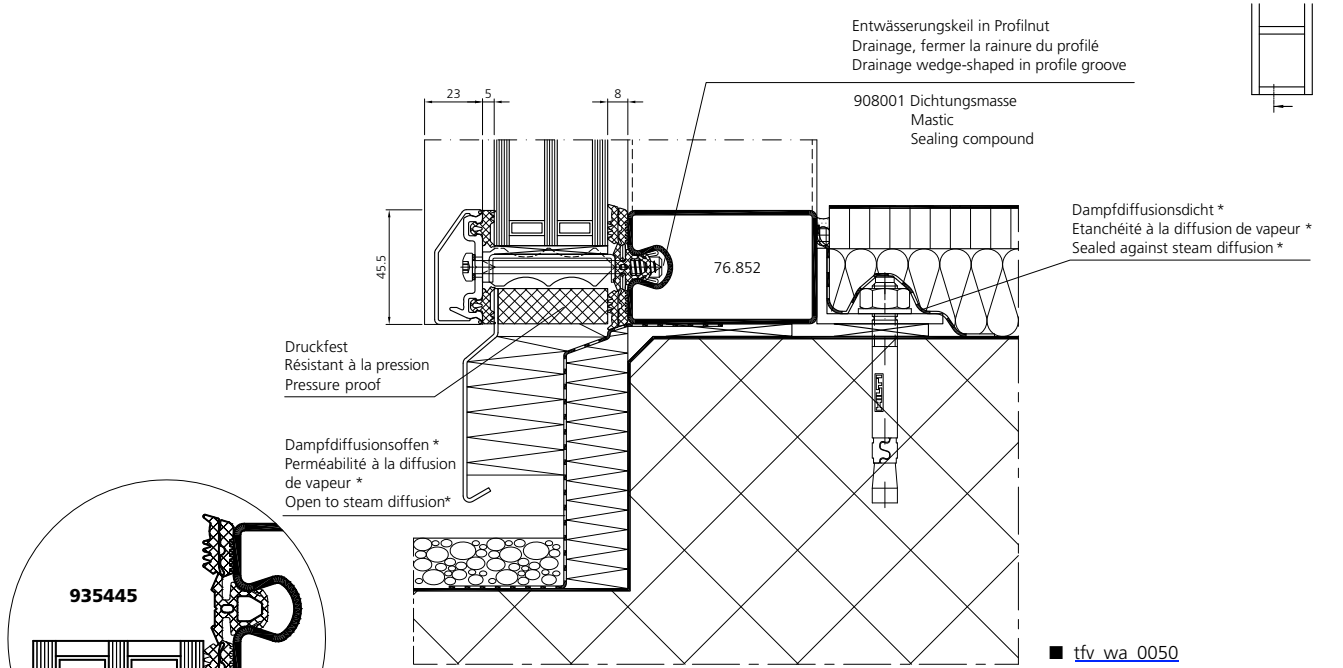 Entwässerungskeil in Profilnut
Drainage, fermer la rainure du profilé
Drainage wedge-shaped in profile groove
908001 Dichtungsmasse
Mastic
Sealing compound
23 5 8
Dampfdiffusionsdicht *
Etanchéité à la diffusion de vapeur *
Sealed against steam diffusion *
45.5
76.852
Druckfest
Résistant à la pression
Pressure proof
Dampfdiffusionsoffen *
Perméabilité à la diffusion
de vapeur *
Open to steam diffusion*
935445
tfv_wa_0050